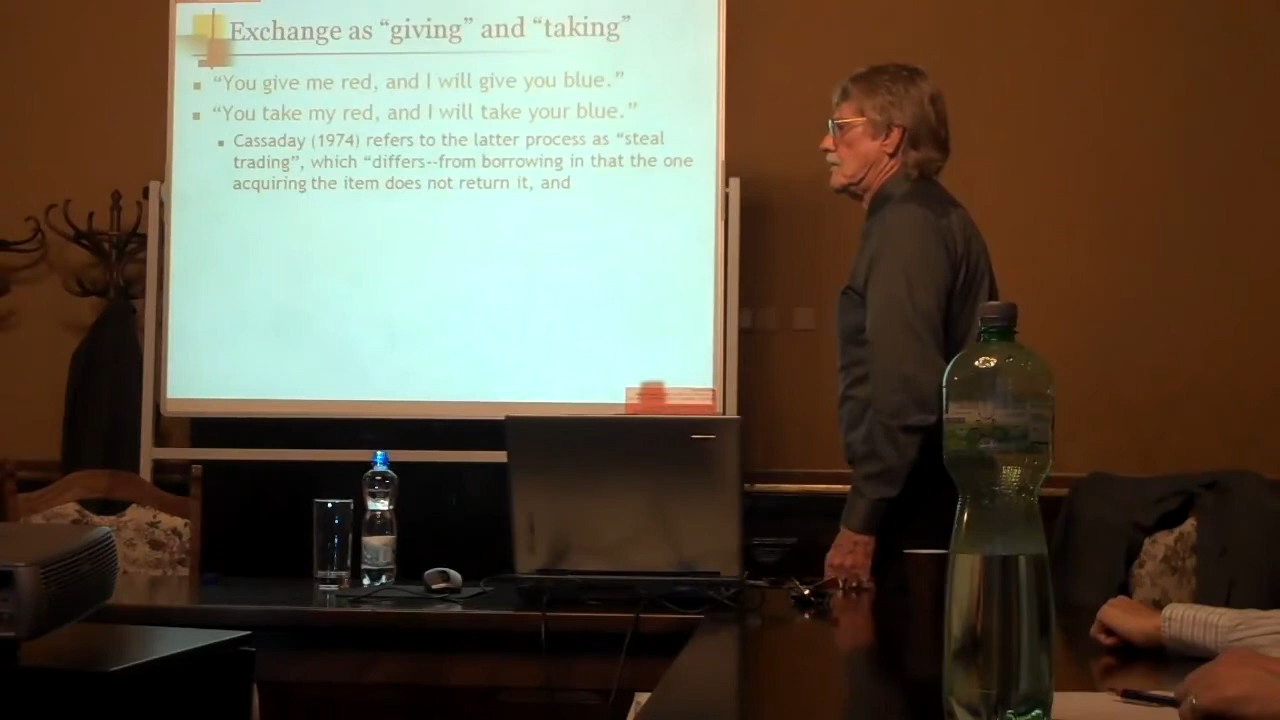 Exchange as “giving” and “taking”
“You give me red, and I will give you blue.”
“You take my red, and I will take your blue.”
Cassaday (1974) refers to the latter process as “steal
trading”, which “differs--from borrowing in that the one
acquiring the item does not return it, and